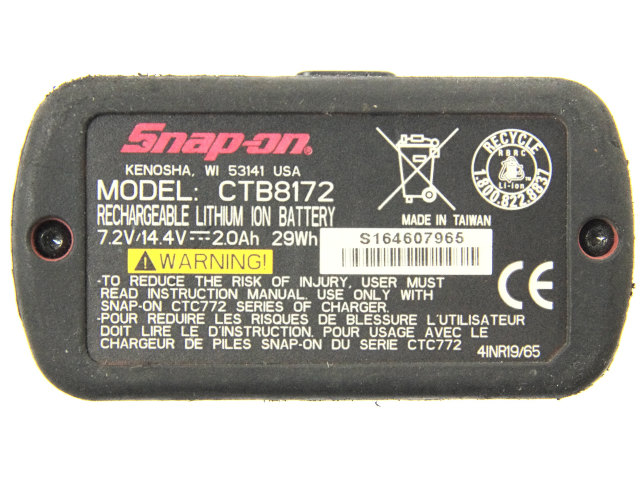 Snap-on®
KENOSHA, WI 53141 USA
MODEL: CTB8172
RECHARGEABLE LITHIUM ION BATTERY
7.2V/14.4V⎓2.0Ah 29Wh
RECYCLE
RBRC
Li-ion
1.800.822.8837
MADE IN TAIWAN
S164607965
WARNING!
-TO REDUCE THE RISK OF INJURY, USER MUST
READ INSTRUCTION MANUAL. USE ONLY WITH
SNAP-ON CTC772 SERIES OF CHARGER.
-POUR REDUIRE LES RISQUES DE BLESSURE L'UTILISATEUR
DOIT LIRE LE D'INSTRUCTION. POUR USAGE AVEC LE
CHARGEUR DE PILES SNAP-ON DU SERIE CTC772
CE
4INR19/65